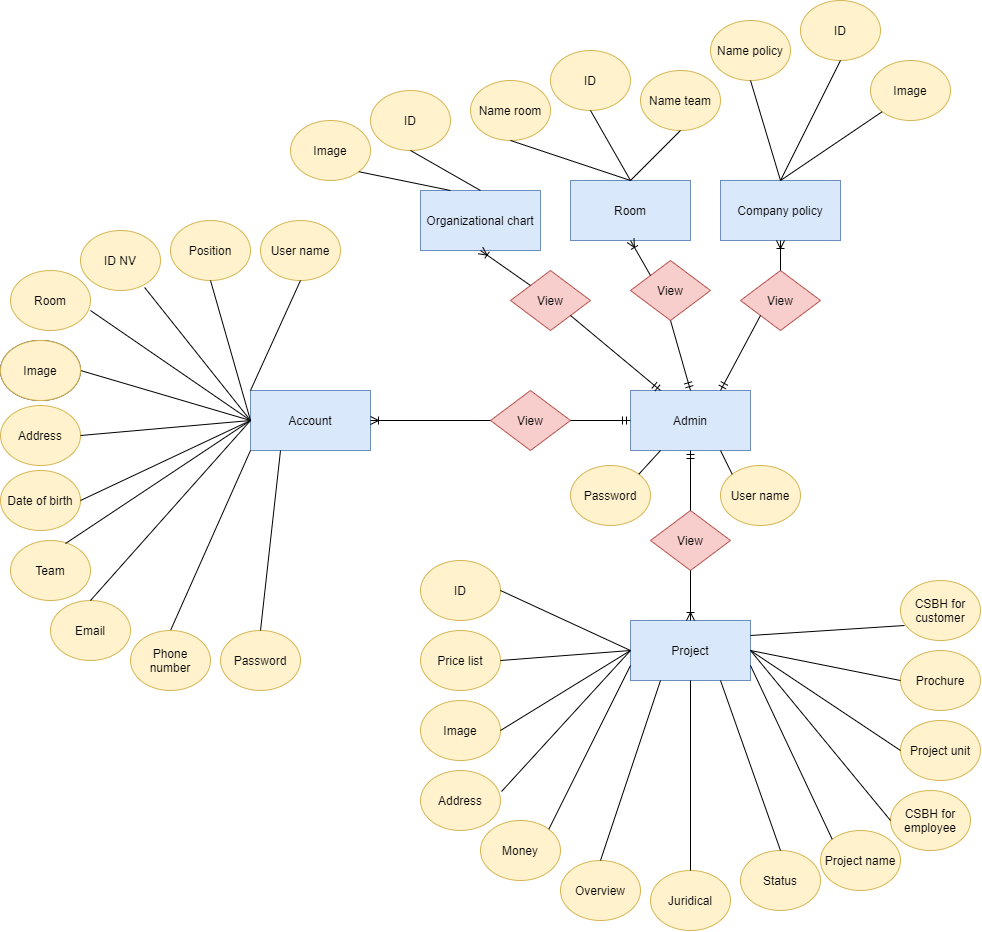 ID
Name policy
Image
ID
Name team
Name room
ID
Image
Organizational chart
Room
Company policy
User name
Position
ID NV
Room
Image
Address
Date of birth
Team
Email
Phone
number
Password
Account
View
View
View
View
Admin
Password
User name
View
Project
ID
Price list
Image
Address
Money
Overview
Juridical
Status
Project name
CSBH for
employee
Project unit
Prochure
CSBH for
customer